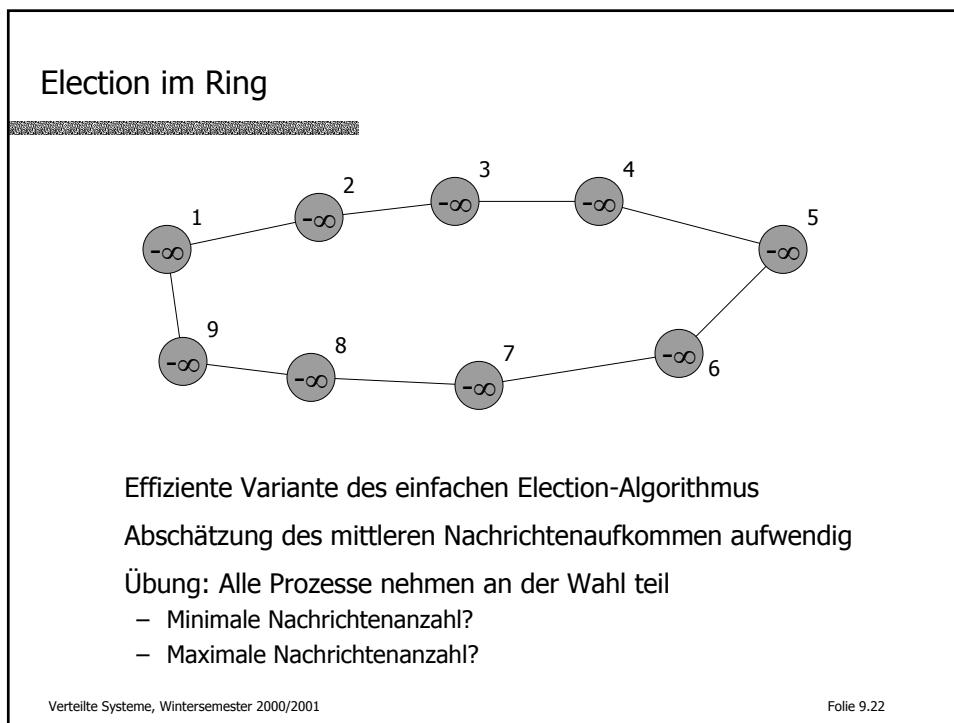 Election im Ring
1
2
3
4
5
6
7
8
9
-∞
-∞
-∞
-∞
-∞
-∞
-∞
-∞
-∞
Effiziente Variante des einfachen Election-Algorithmus
Abschätzung des mittleren Nachrichtenaufkommen aufwendig
Übung: Alle Prozesse nehmen an der Wahl teil
– Minimale Nachrichtenanzahl?
– Maximale Nachrichtenanzahl?
Verteilte Systeme, Wintersemester 2000/2001
Folie 9.22